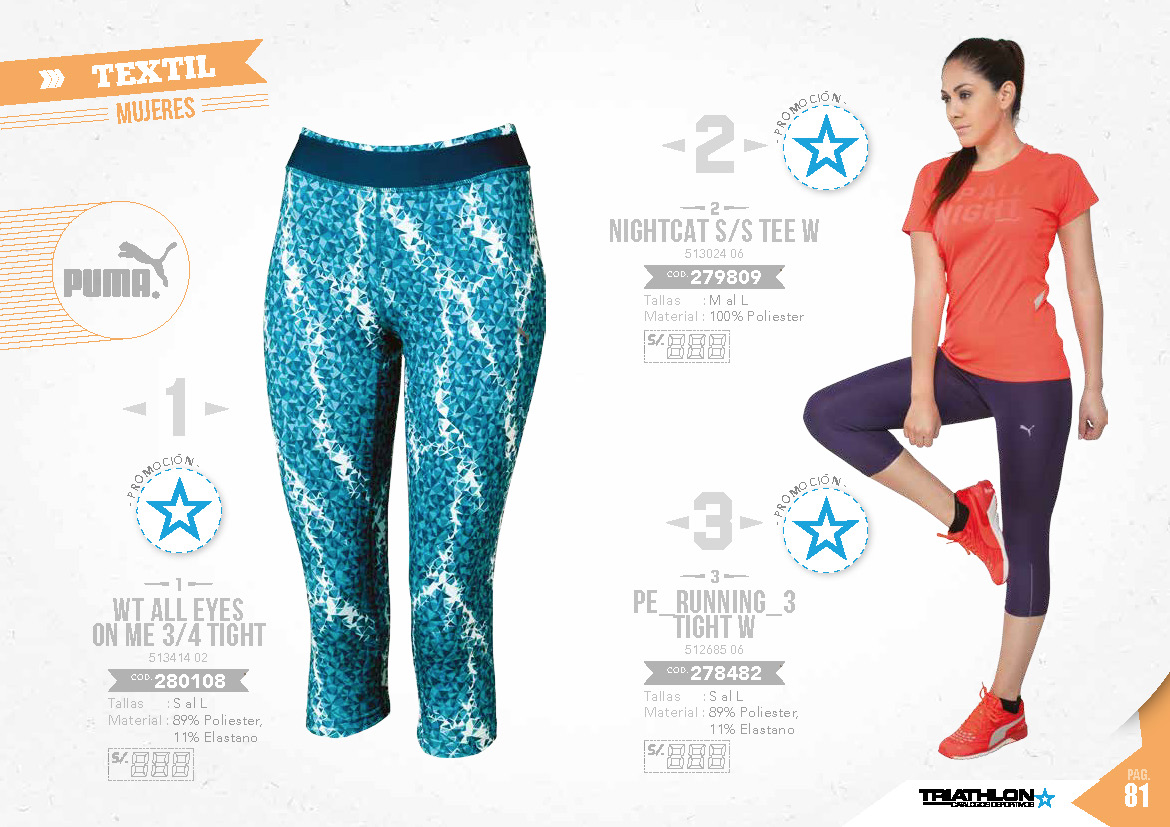 TEXTIL
MUJERES
PUMA.
1
PROMOCIÓN
1
WT ALL EYES
ON ME 3/4 TIGHT
513414 02
COD. 280108
Tallas : S al L
Material : 89% Poliester,
11% Elastano
S/. 888
2
PROMOCIÓN
2
NIGHTCAT S/S TEE W
513024 06
COD. 279809
Tallas : M al L
Material : 100% Poliester
S/. 888
3
PROMOCIÓN
3
PE_RUNNING_3
TIGHT W
512685 06
COD. 278482
Tallas : S al L
Material : 89% Poliester,
11% Elastano
S/. 888
NIGHT
TRIATHLON
CATALOGOS DEPORTIVOS
PAG.
81